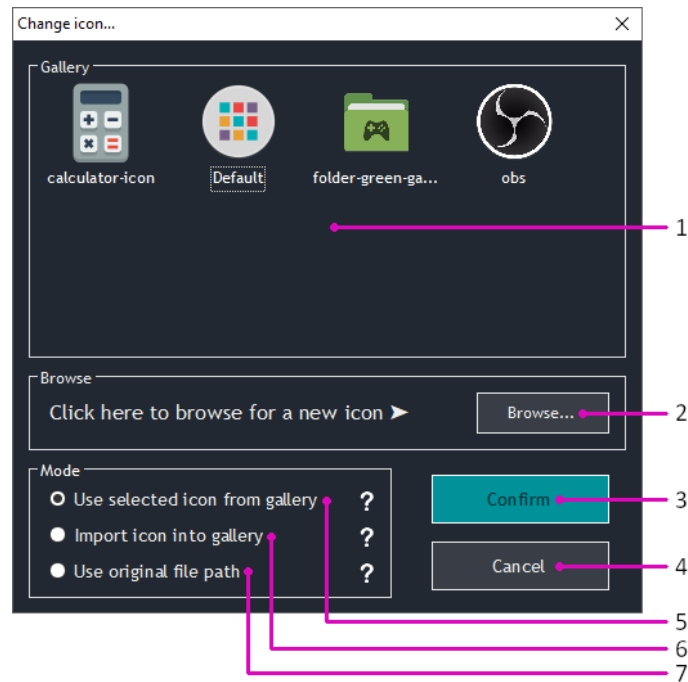 Change icon...
Gallery
calculator-icon Default folder-green-ga... obs
1
Browse
Click here to browse for a new icon ➤ Browse... 2
Mode
Use selected icon from gallery ? Confirm 3
Import icon into gallery ?
Use original file path ? Cancel 4
5
6
7